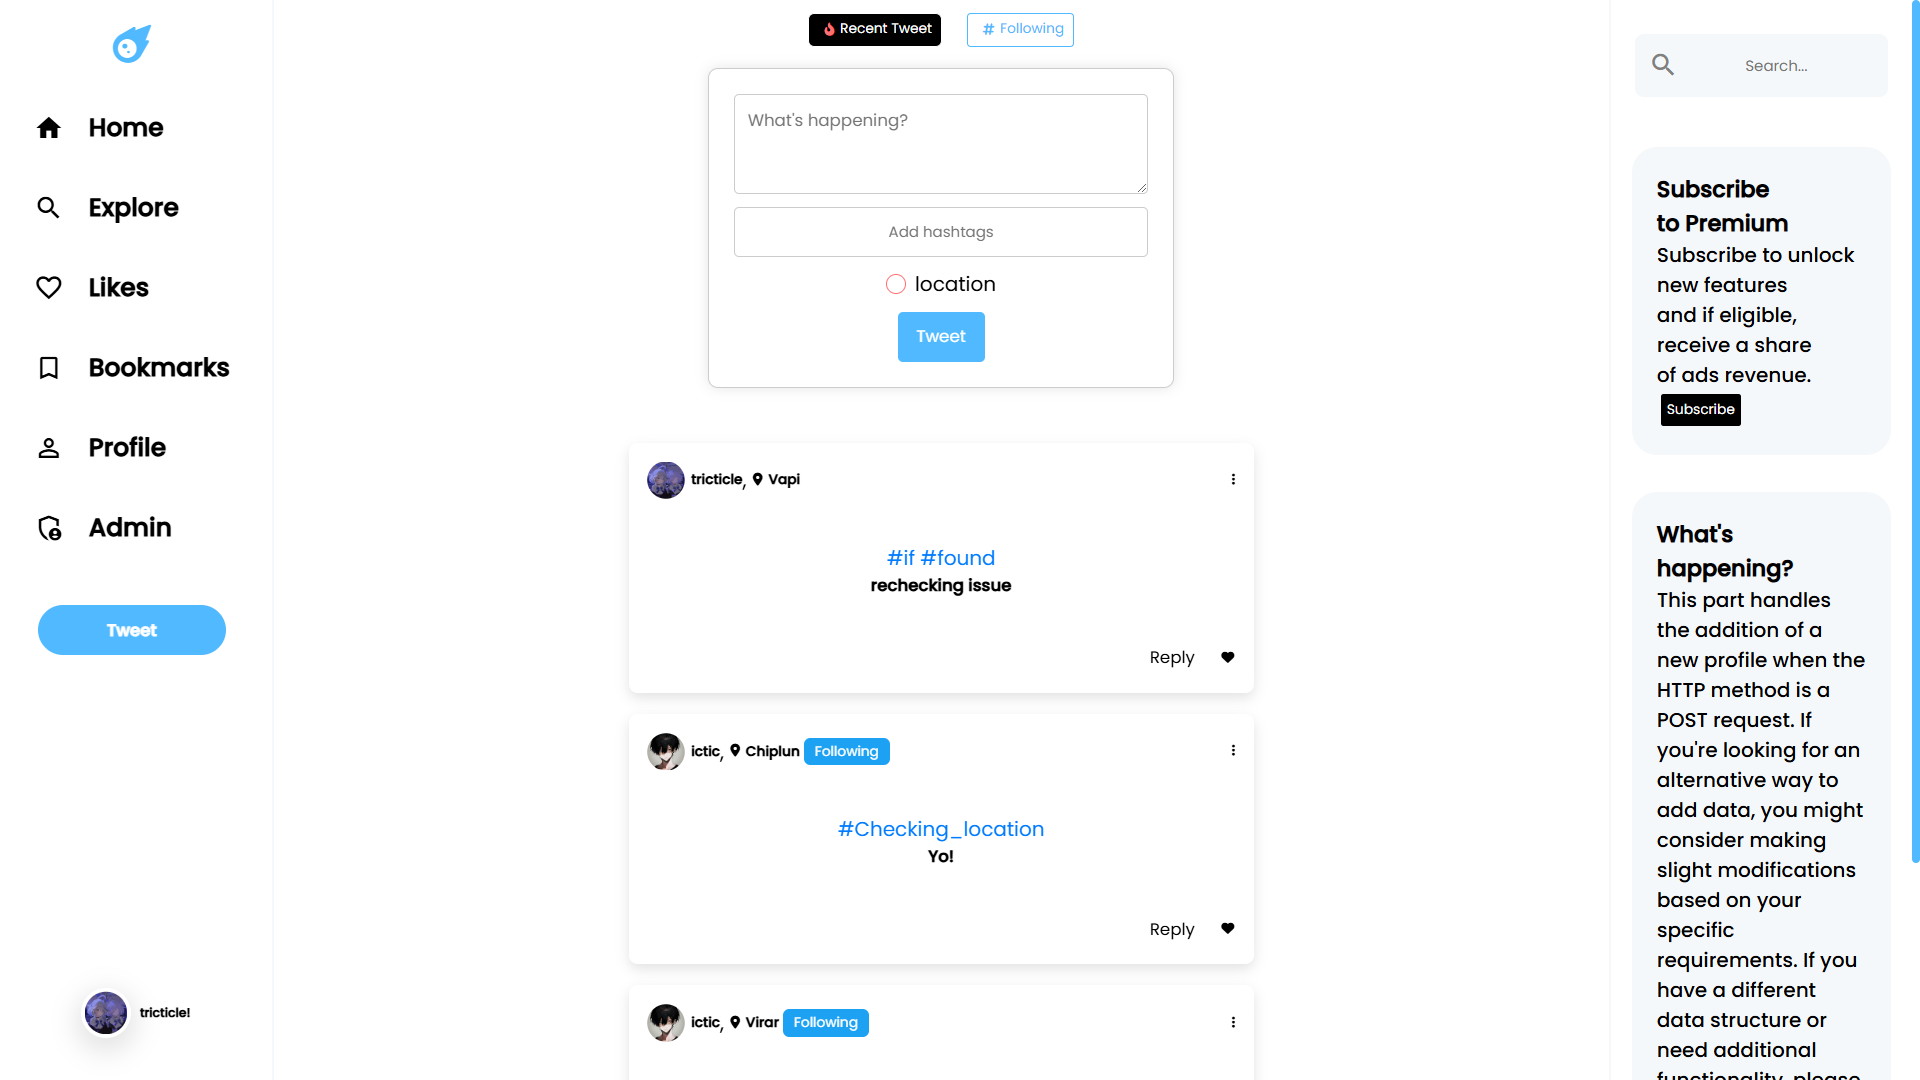 Home
Explore
Likes
Bookmarks
Profile
Admin
Tweet
tricticle!
Recent Tweet
# Following
What's happening?
Add hashtags
location
Tweet
tricticle, Vapi
#if #found
rechecking issue
Reply
ictic, Chiplun Following
#Checking_location
Yo!
Reply
ictic, Virar Following
Search...
Subscribe
to Premium
Subscribe to unlock
new features
and if eligible,
receive a share
of ads revenue.
Subscribe
What's
happening?
This part handles
the addition of a
new profile when the
HTTP method is a
POST request. If
you're looking for an
alternative way to
add data, you might
consider making
slight modifications
based on your
specific
requirements. If you
have a different
data structure or
need additional
functionality, please